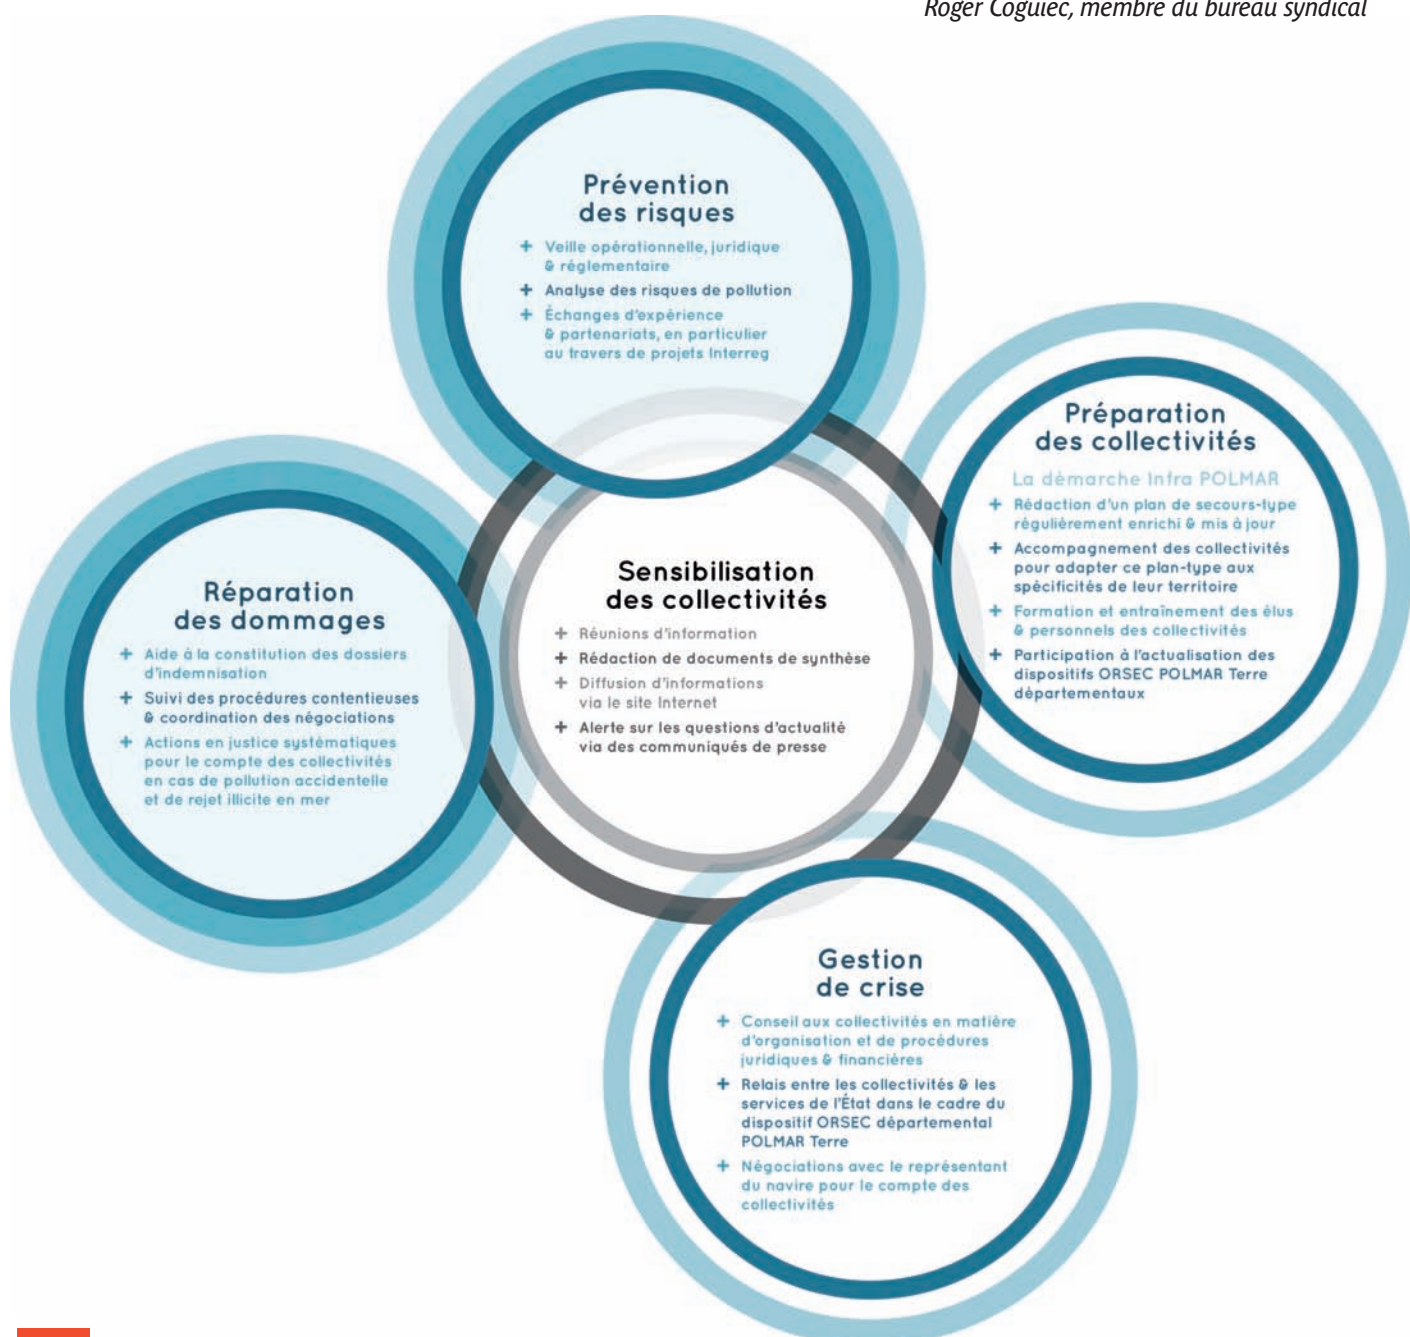 Roger Coguiec, membre du bureau syndical
Prévention
des risques
+ Veille opérationnelle, juridique
& réglementaire
+ Analyse des risques de pollution
+ Échanges d'expérience
& partenariats, en particulier
au travers de projets Interreg
Préparation
des collectivités
La démarche Infra POLMAR
+ Rédaction d'un plan de secours-type
régulièrement enrichi & mis à jour
+ Accompagnement des collectivités
pour adapter ce plan-type aux
spécificités de leur territoire
+ Formation et entraînement des élus
& personnels des collectivités
+ Participation à l'actualisation des
dispositifs ORSEC POLMAR Terre
départementaux
Sensibilisation
des collectivités
+ Réunions d'information
+ Rédaction de documents de synthèse
+ Diffusion d'informations
via le site Internet
+ Alerte sur les questions d'actualité
via des communiqués de presse
Réparation
des dommages
+ Aide à la constitution des dossiers
d'indemnisation
+ Suivi des procédures contentieuses
& coordination des négociations
+ Actions en justice systématiques
pour le compte des collectivités
en cas de pollution accidentelle
et de rejet illicite en mer
Gestion
de crise
+ Conseil aux collectivités en matière
d'organisation et de procédures
juridiques & financières
+ Relais entre les collectivités & les
services de l'État dans le cadre du
dispositif ORSEC départemental
POLMAR Terre
+ Négociations avec le représentant
du navire pour le compte des
collectivités